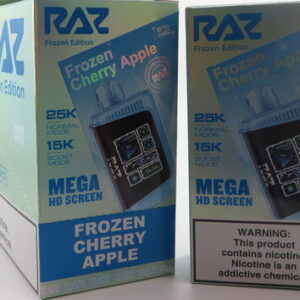 RAZ
Frozen Edition
Frozen
Cherry Apple
25K
NORMAL
MODE
15K
BOOST
MODE
MEGA
HD SCREEN
FROZEN
CHERRY
APPLE
RAZ
Frozen Edition
Frozen
Cherry Apple
25K
NORMAL
MODE
15K
BOOST
MODE
MEGA
HD SCREEN
WARNING:
This product
contains nicotine
Nicotine is an
addictive chemica